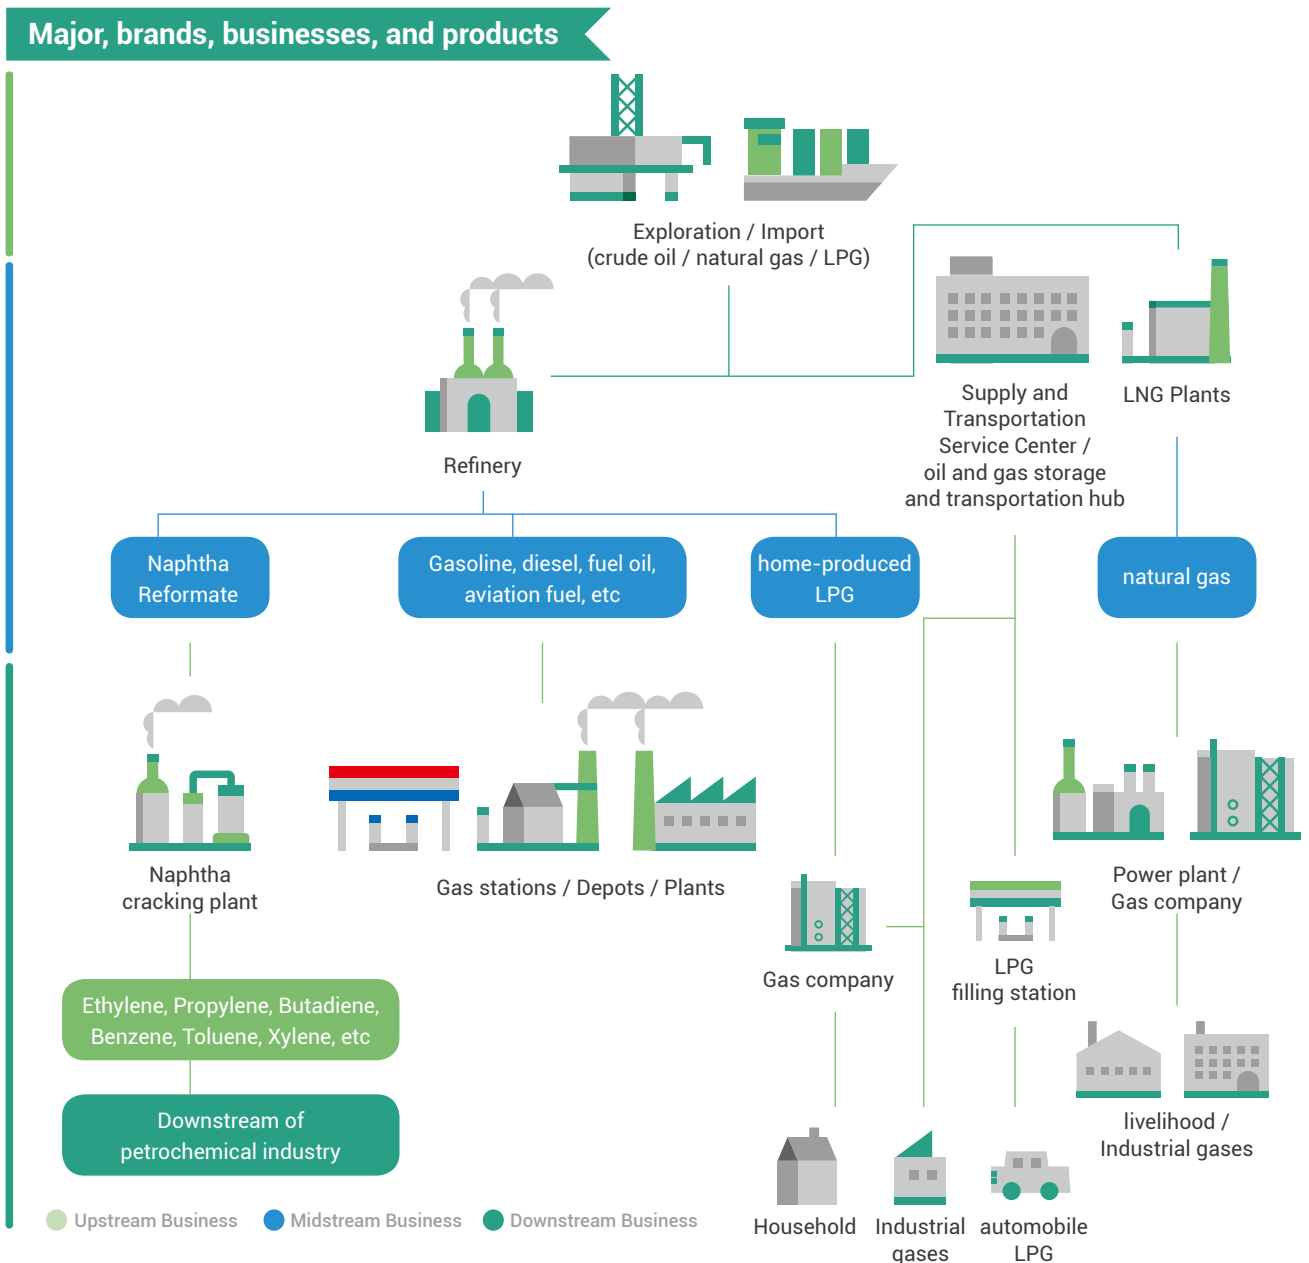 Major, brands, businesses, and products
Exploration / Import
(crude oil / natural gas / LPG)
Refinery
Supply and
Transportation
Service Center /
oil and gas storage
and transportation hub
LNG Plants
Naphtha
Reformate
Gasoline, diesel, fuel oil,
aviation fuel, etc
home-produced
LPG
natural gas
Naphtha
cracking plant
Gas stations / Depots / Plants
Gas company
LPG
filling station
Power plant /
Gas company
Ethylene, Propylene, Butadiene,
Benzene, Toluene, Xylene, etc
Downstream of
petrochemical industry
Household
Industrial
gases
automobile
LPG
livelihood /
Industrial gases
Upstream Business
Midstream Business
Downstream Business